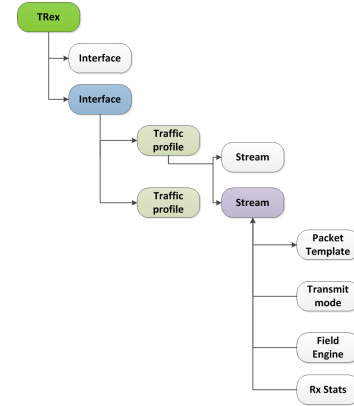 TRex
Interface
Interface
Traffic
profile
Stream
Traffic
profile
Stream
Packet
Template
Transmit
mode
Field
Engine
Rx Stats